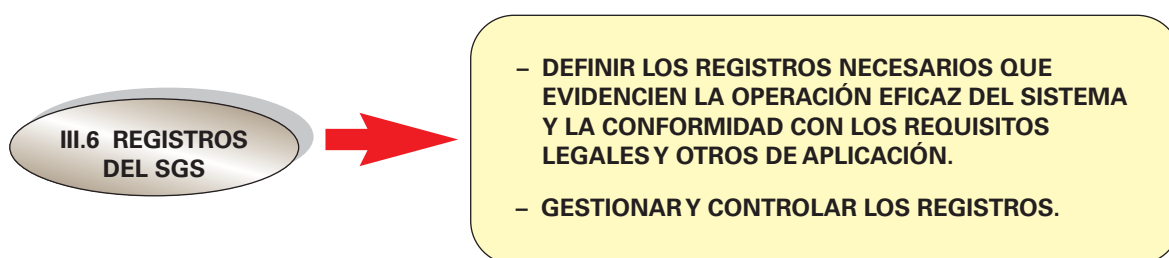 III.6 REGISTROS
DEL SGS
– DEFINIR LOS REGISTROS NECESARIOS QUE
EVIDENCIEN LA OPERACIÓN EFICAZ DEL SISTEMA
Y LA CONFORMIDAD CON LOS REQUISITOS
LEGALES Y OTROS DE APLICACIÓN.
– GESTIONAR Y CONTROLAR LOS REGISTROS.